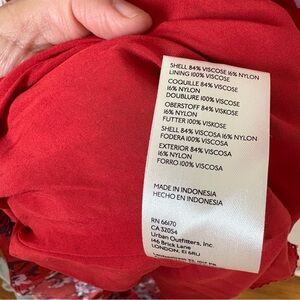 SHELL 84% VISCOSE 16% NYLON
LINING 100% VISCOSE
COQUILLE 84% VISCOSE
16% NYLON
DOUBLURE 100% VISCOSE
OBERSTOFF 84% VISKOSE
16% NYLON
FUTTER 100% VISKOSE
SHELL 84% VISCOSA 16% NYLON
FODERA 100% VISCOSA
EXTERIOR 84% VISCOSA
16% NYLON
FORRO 100% VISCOSA
MADE IN INDONESIA
HECHO EN INDONESIA
RN 66170
CA 32054
Urban Outfitters, Inc.
146 Brick Lane
LONDON, E1 6RU